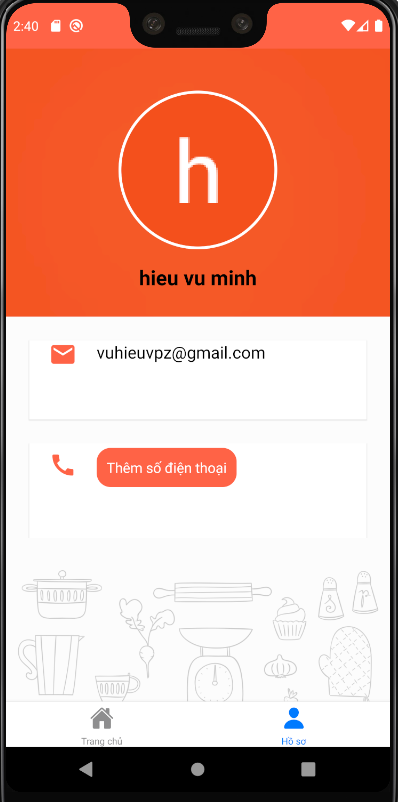 2:40
h
hieu vu minh
vuhieuvpz@gmail.com
Thêm số điện thoại
Trang chủ
Hồ sơ